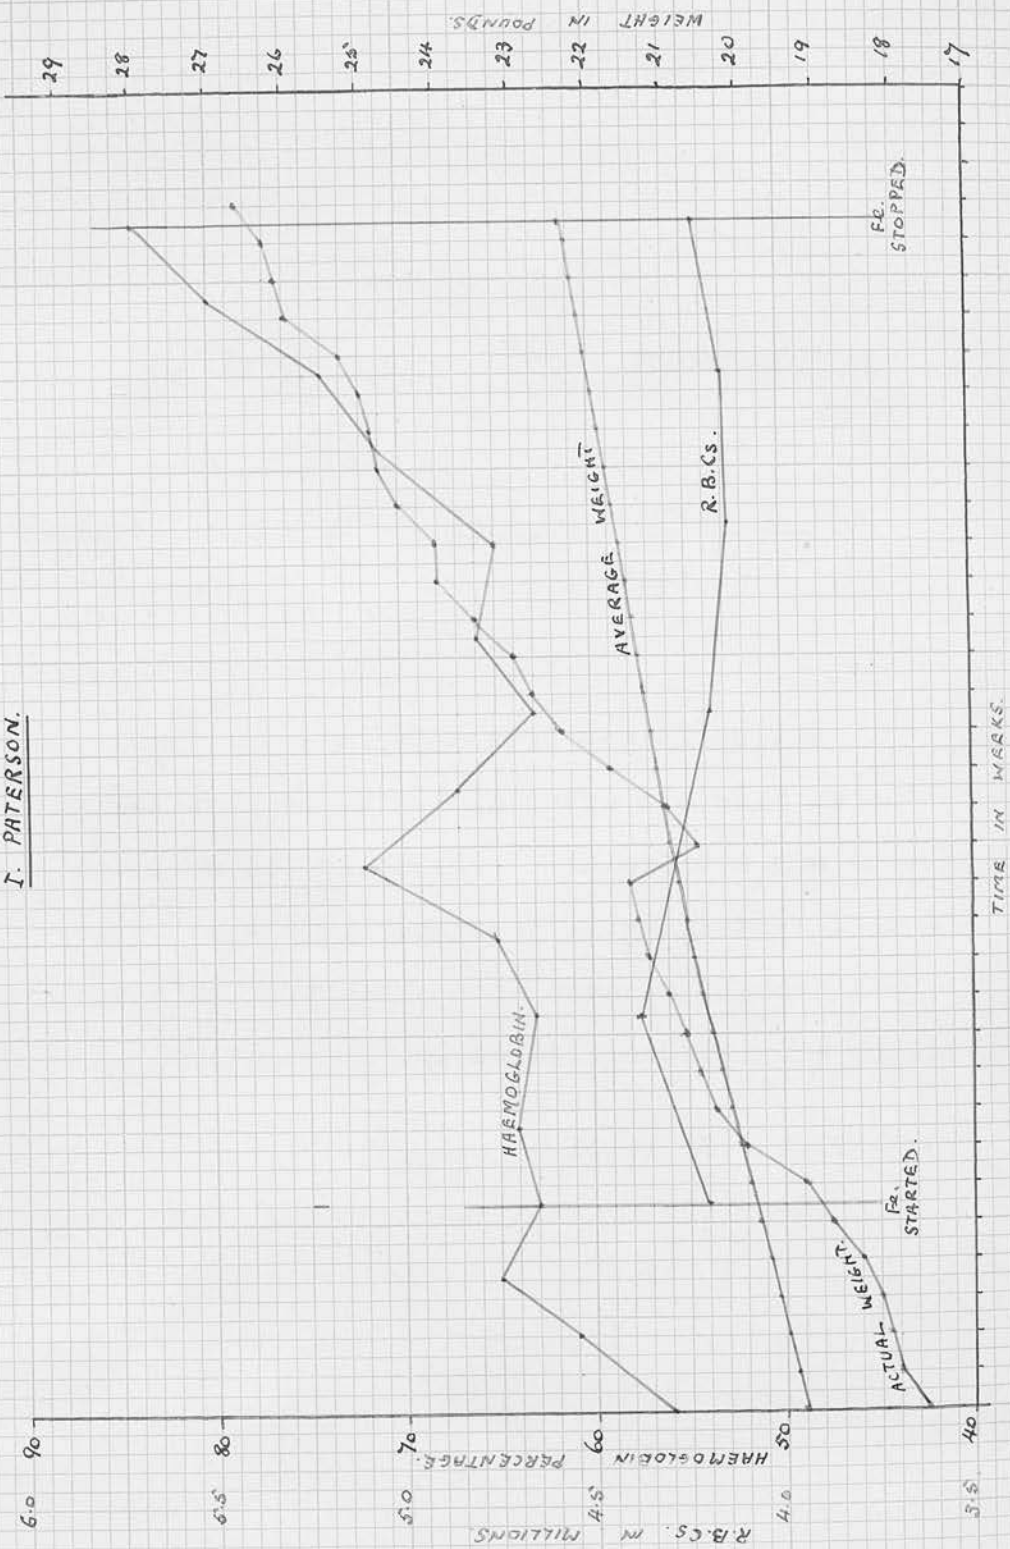 I. PATERSON.
R.B.CS. IN MILLIONS.
6.0
5.5
5.0
4.5
4.0
3.5
HAEMOGLOBIN PERCENTAGE.
90
80
70
60
50
40
HAEMOGLOBIN.
AVERAGE WEIGHT
R.B.Cs.
ACTUAL WEIGHT.
Fe.
STARTED.
Fe.
STOPPED.
29
28
27
26
25
24
23
22
21
20
19
18
17
WEIGHT IN POUNDS.
TIME IN WEEKS.